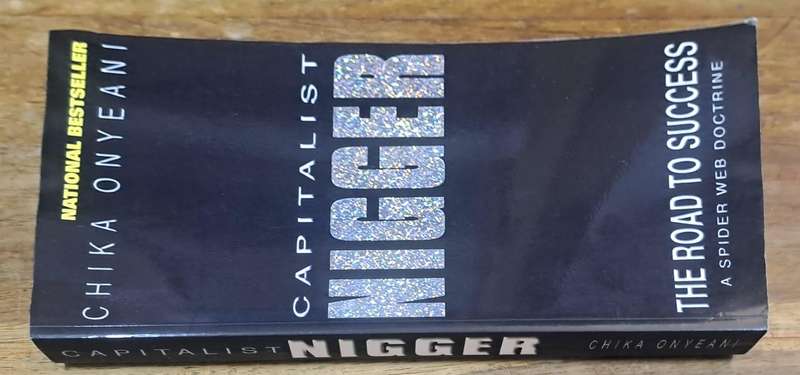 NATIONAL BESTSELLER
CHIKA ONYEANI
CAPITALIST
NIGGER
THE ROAD TO SUCCESS
A SPIDER WEB DOCTRINE
CAPITALIST NIGGER CHIKA ONYEANI